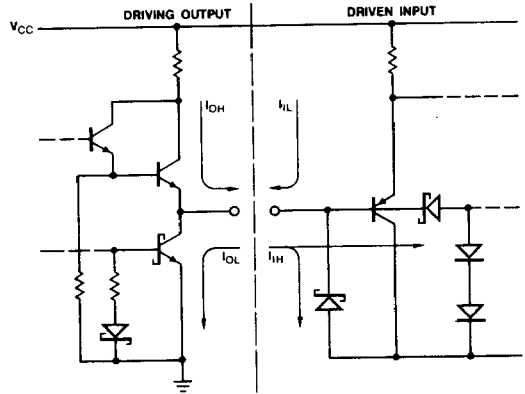 DRIVING OUTPUT
DRIVEN INPUT
VCC
IOH
IIL
IOL
IIH